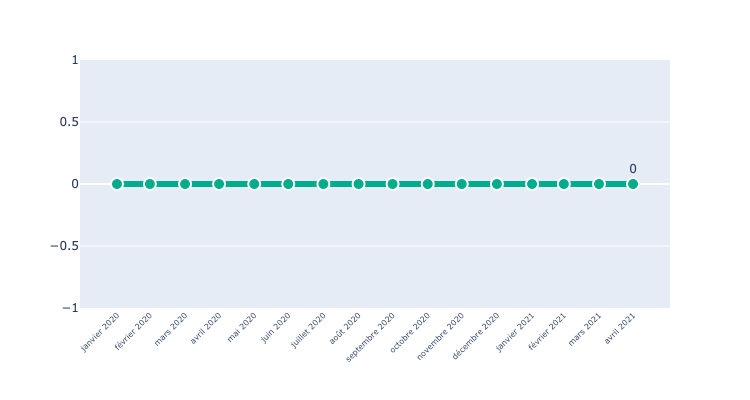 1
0.5
0
−0.5
−1
0
janvier 2020
février 2020
mars 2020
avril 2020
mai 2020
juin 2020
juillet 2020
août 2020
septembre 2020
octobre 2020
novembre 2020
décembre 2020
janvier 2021
février 2021
mars 2021
avril 2021